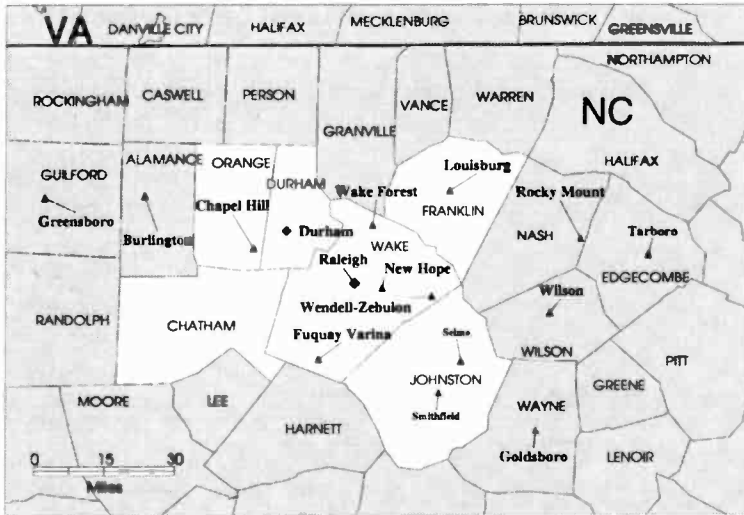 VA DANVILLE CITY HALIFAX MECKLENBURG BRUNSWICK GREENSVILLE
NORTHAMPTON
ROCKINGHAM CASWELL PERSON GRANVILLE VANCE WARREN NC
HALIFAX
GUILFORD ALAMANCE ORANGE DURHAM Louisburg
Greensboro Burlington Chapel Hill Wake Forest FRANKLIN Rocky Mount
Durham WAKE NASH Tarboro
Raleigh New Hope EDGECOMBE
Wendell-Zebulon Wilson
RANDOLPH CHATHAM Fuquay Varina Selma WILSON PITT
MOORE LEE JOHNSTON GREENE
HARNETT Smithfield WAYNE
Goldsboro LENOIR
0 15 30
Miles